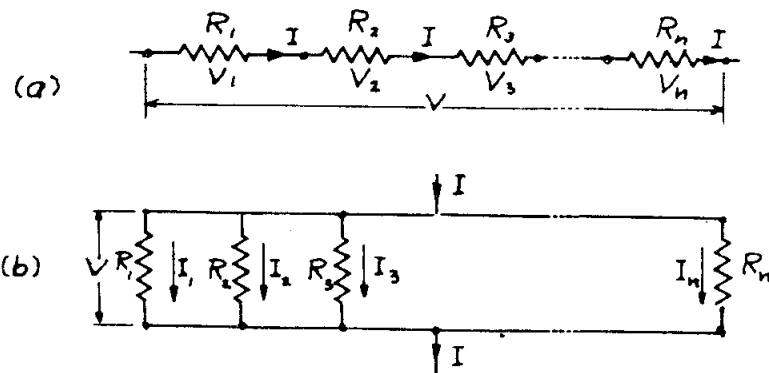 R₁ I R₂ I R₃ Rₙ I
(a) V₁ V₂ V₃ Vₙ
V
I
(b) V R₁ I₁ R₂ I₂ R₃ I₃ Iₙ Rₙ
I